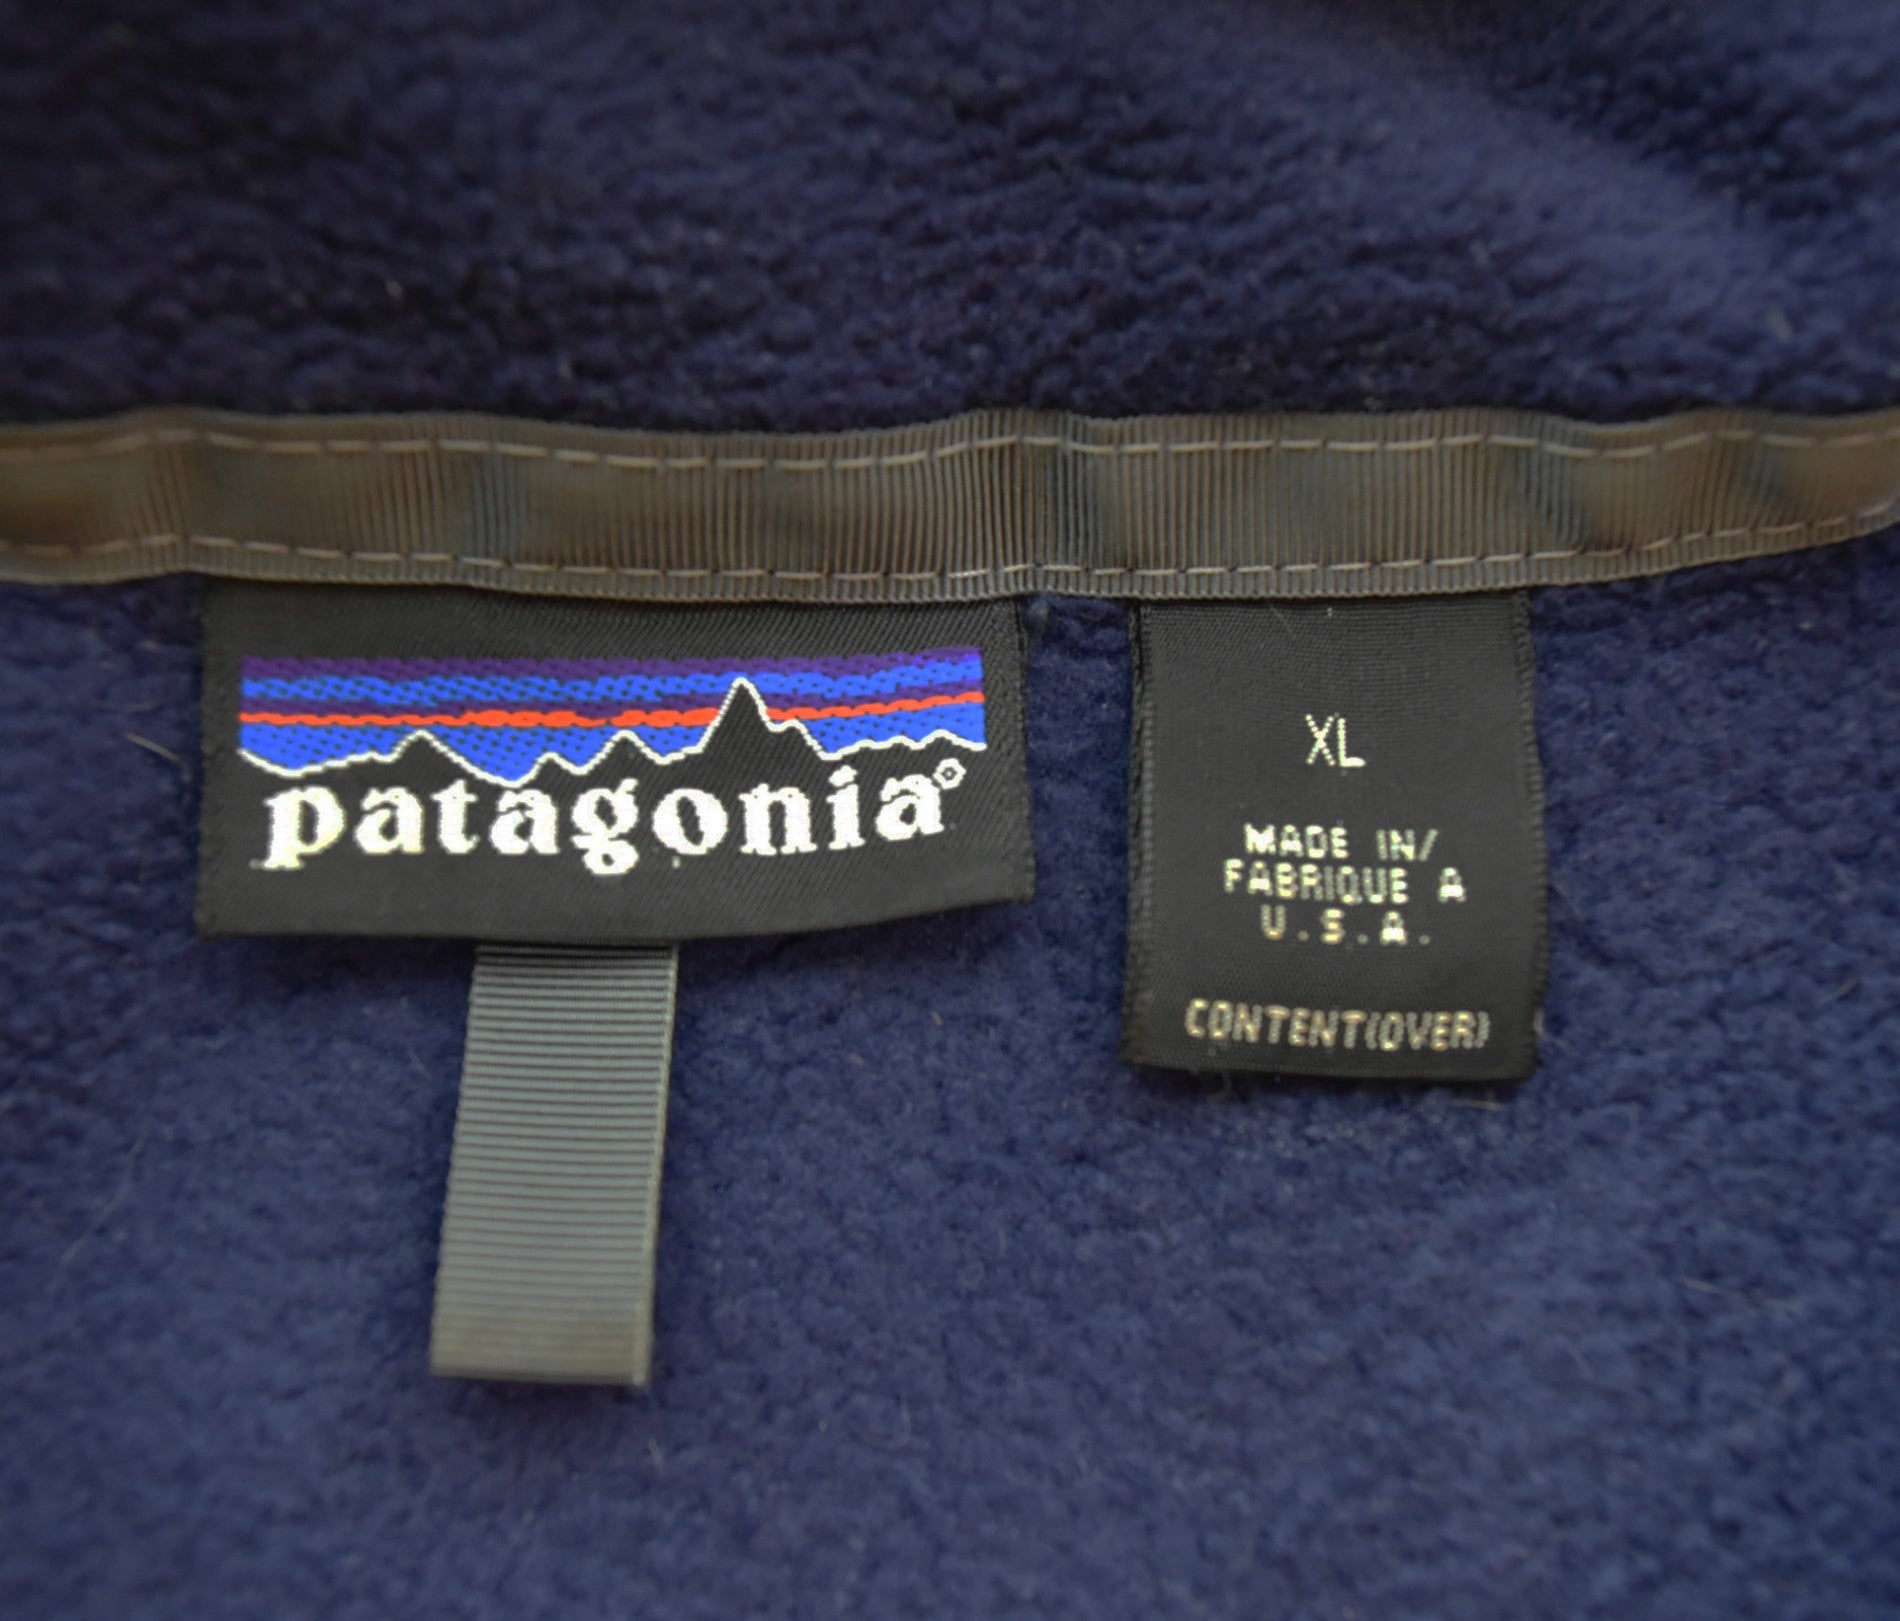 patagonia®
XL
MADE IN/
FABRIQUE A
U.S.A.
CONTENT(OVER)